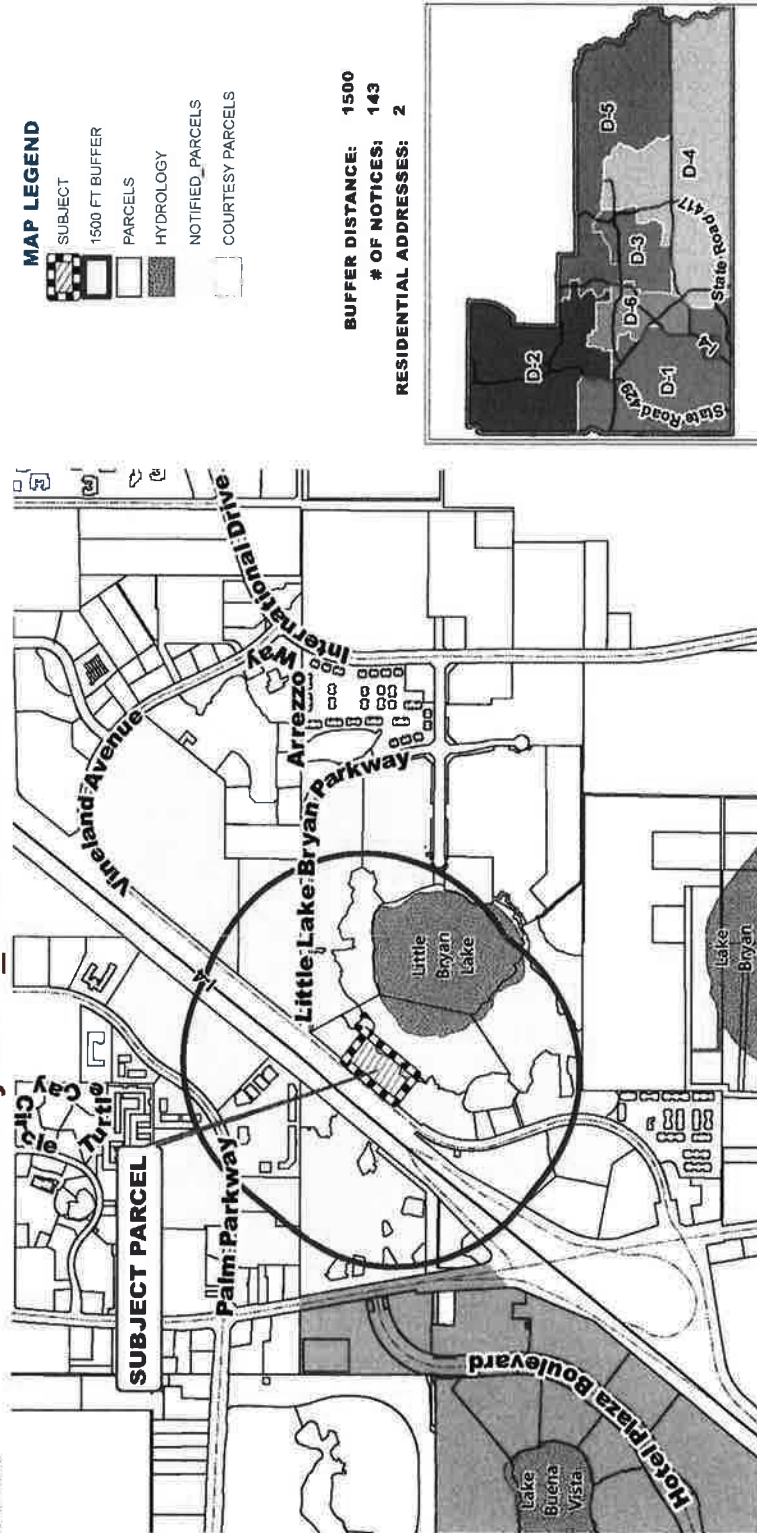 MAP LEGEND
SUBJECT
1500 FT BUFFER
PARCELS
HYDROLOGY
NOTIFIED_PARCELS
COURTESY PARCELS
BUFFER DISTANCE: 1500
# OF NOTICES: 143
RESIDENTIAL ADDRESSES: 2
D-2
D-5
D-3
D-6
D-4
D-1
State Road 429
I-4
State Road 417
SUBJECT PARCEL
Turtle
Cay
Circle
Palm Parkway
I-4
Vineland Avenue
International Drive
Arrezzo Way
Little Lake Bryan Parkway
Little
Bryan
Lake
Lake
Bryan
Hotel Plaza Boulevard
Lake
Buena
Vista